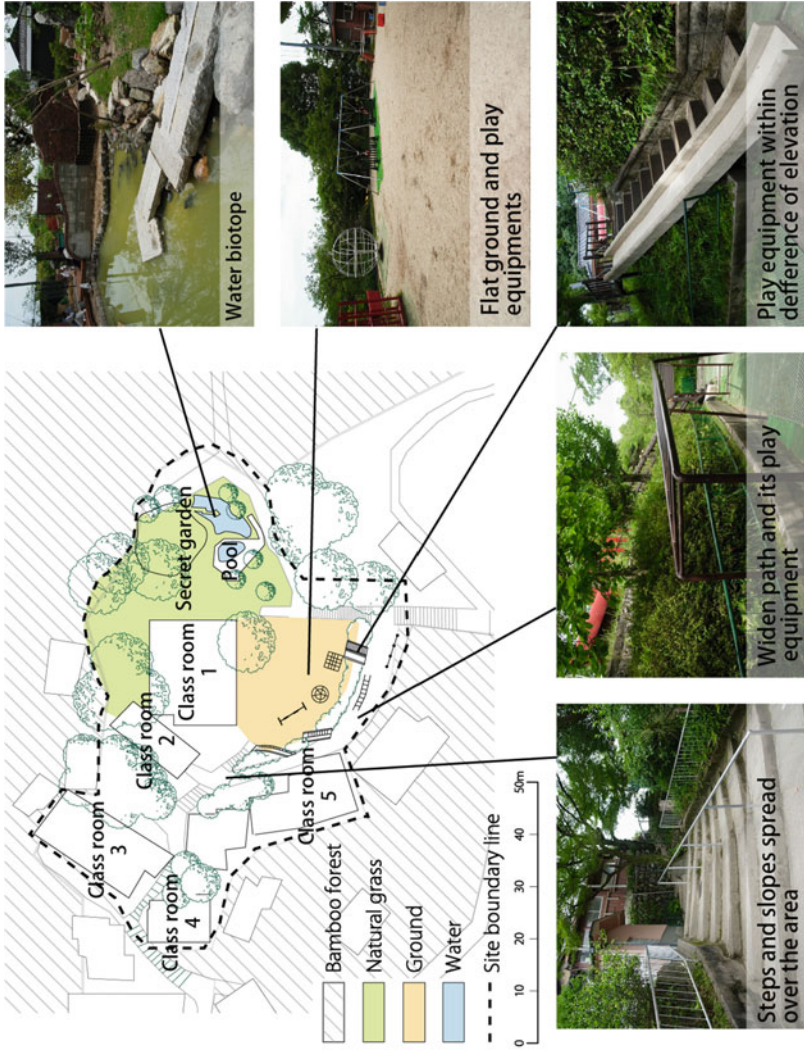 Class room
3
Class room
4
Class room
2
Class room
1
Class room
5
Secret garden
Pool
Bamboo forest
Natural grass
Ground
Water
Site boundary line
0 10 20 30 40 50m
Water biotope
Flat ground and play
equipments
Steps and slopes spread
over the area
Widen path and its play
equipment
Play equipment within
defference of elevation